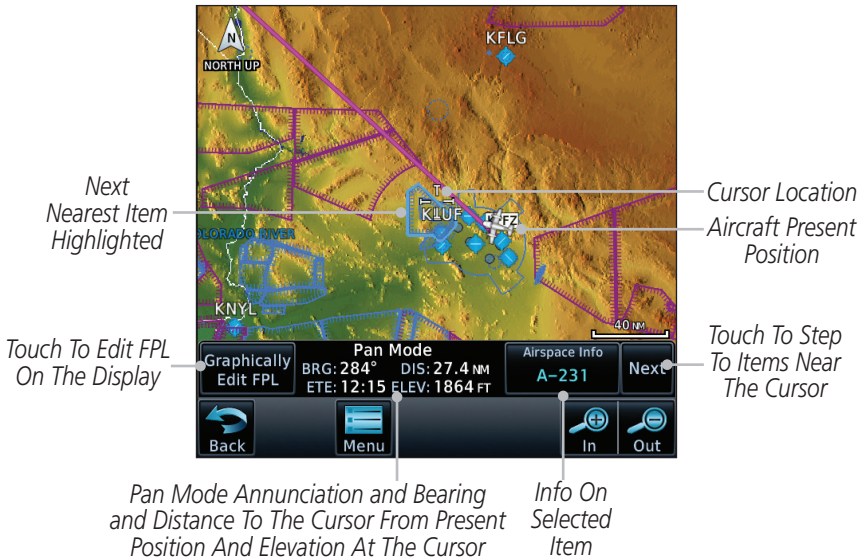 N
NORTH UP
KFLG
KLUF
FZ
COLORADO RIVER
KNYL
40 NM
Next
Nearest Item
Highlighted
Cursor Location
Aircraft Present
Position
Touch To Edit FPL
On The Display
Touch To Step
To Items Near
The Cursor
Graphically
Edit FPL
Pan Mode
BRG: 284° DIS: 27.4 NM
ETE: 12:15 ELEV: 1864 FT
Airspace Info
A–231
Next
Back
Menu
In
Out
Pan Mode Annunciation and Bearing
and Distance To The Cursor From Present
Position And Elevation At The Cursor
Info On
Selected
Item